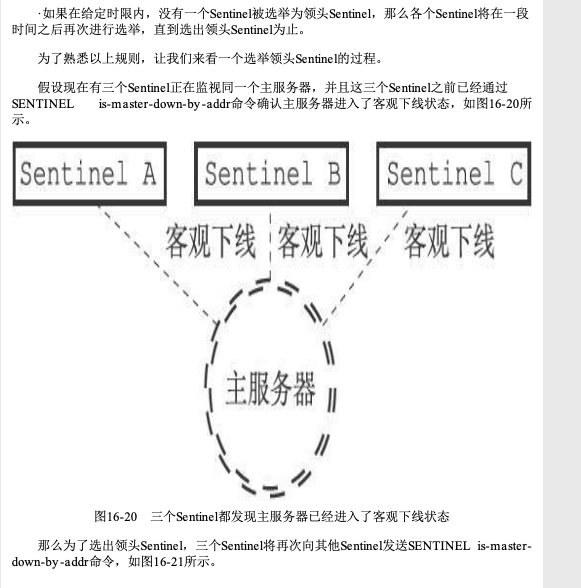 ·如果在给定时限内，没有一个Sentinel被选举为领头Sentinel，那么各个Sentinel将在一段
时间之后再次进行选举，直到选出领头Sentinel为止。
为了熟悉以上规则，让我们来看一个选举领头Sentinel的过程。
假设现在有三个Sentinel正在监视同一个主服务器，并且这三个Sentinel之前已经通过
SENTINEL is-master-down-by-addr命令确认主服务器进入了客观下线状态，如图16-20所
示。
Sentinel A Sentinel B Sentinel C
客观下线 客观下线 客观下线
主服务器
图16-20 三个Sentinel都发现主服务器已经进入了客观下线状态
那么为了选出领头Sentinel，三个Sentinel将再次向其他Sentinel发送SENTINEL is-master-
down-by-addr命令，如图16-21所示。